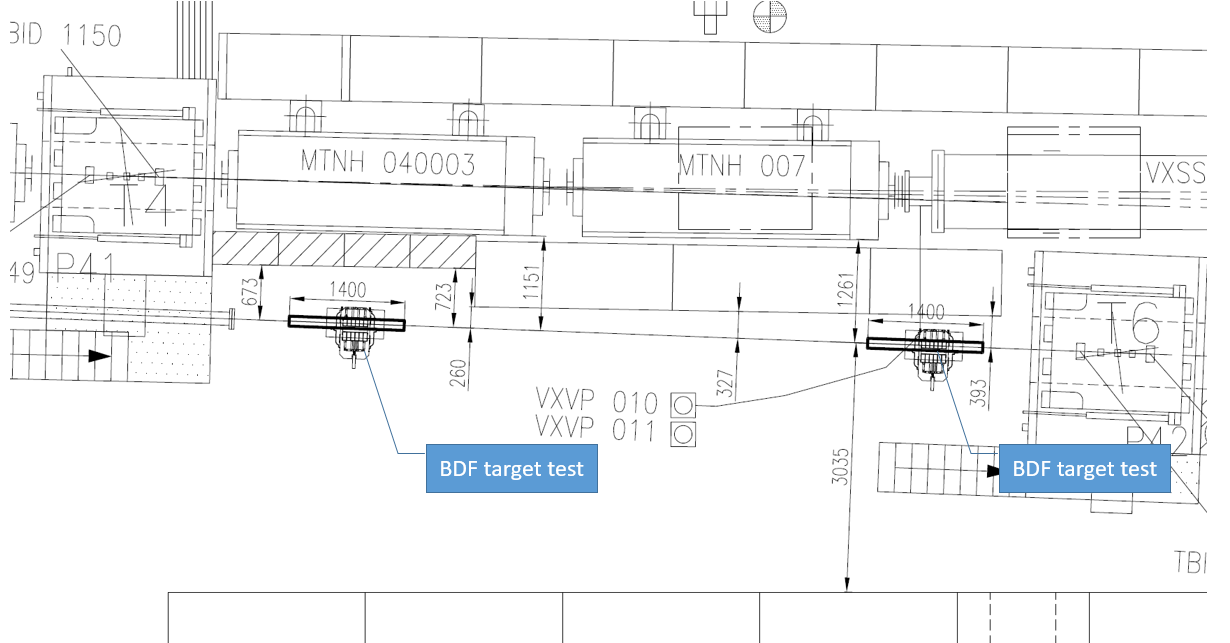 BID 1150
MTNH 040003
MTNH 007
VXSS
T4
49 P41
673
1400
723
1151
1261
1400
T6
260
327
393
VXVP 010
VXVP 011
P42
BDF target test
BDF target test
3035